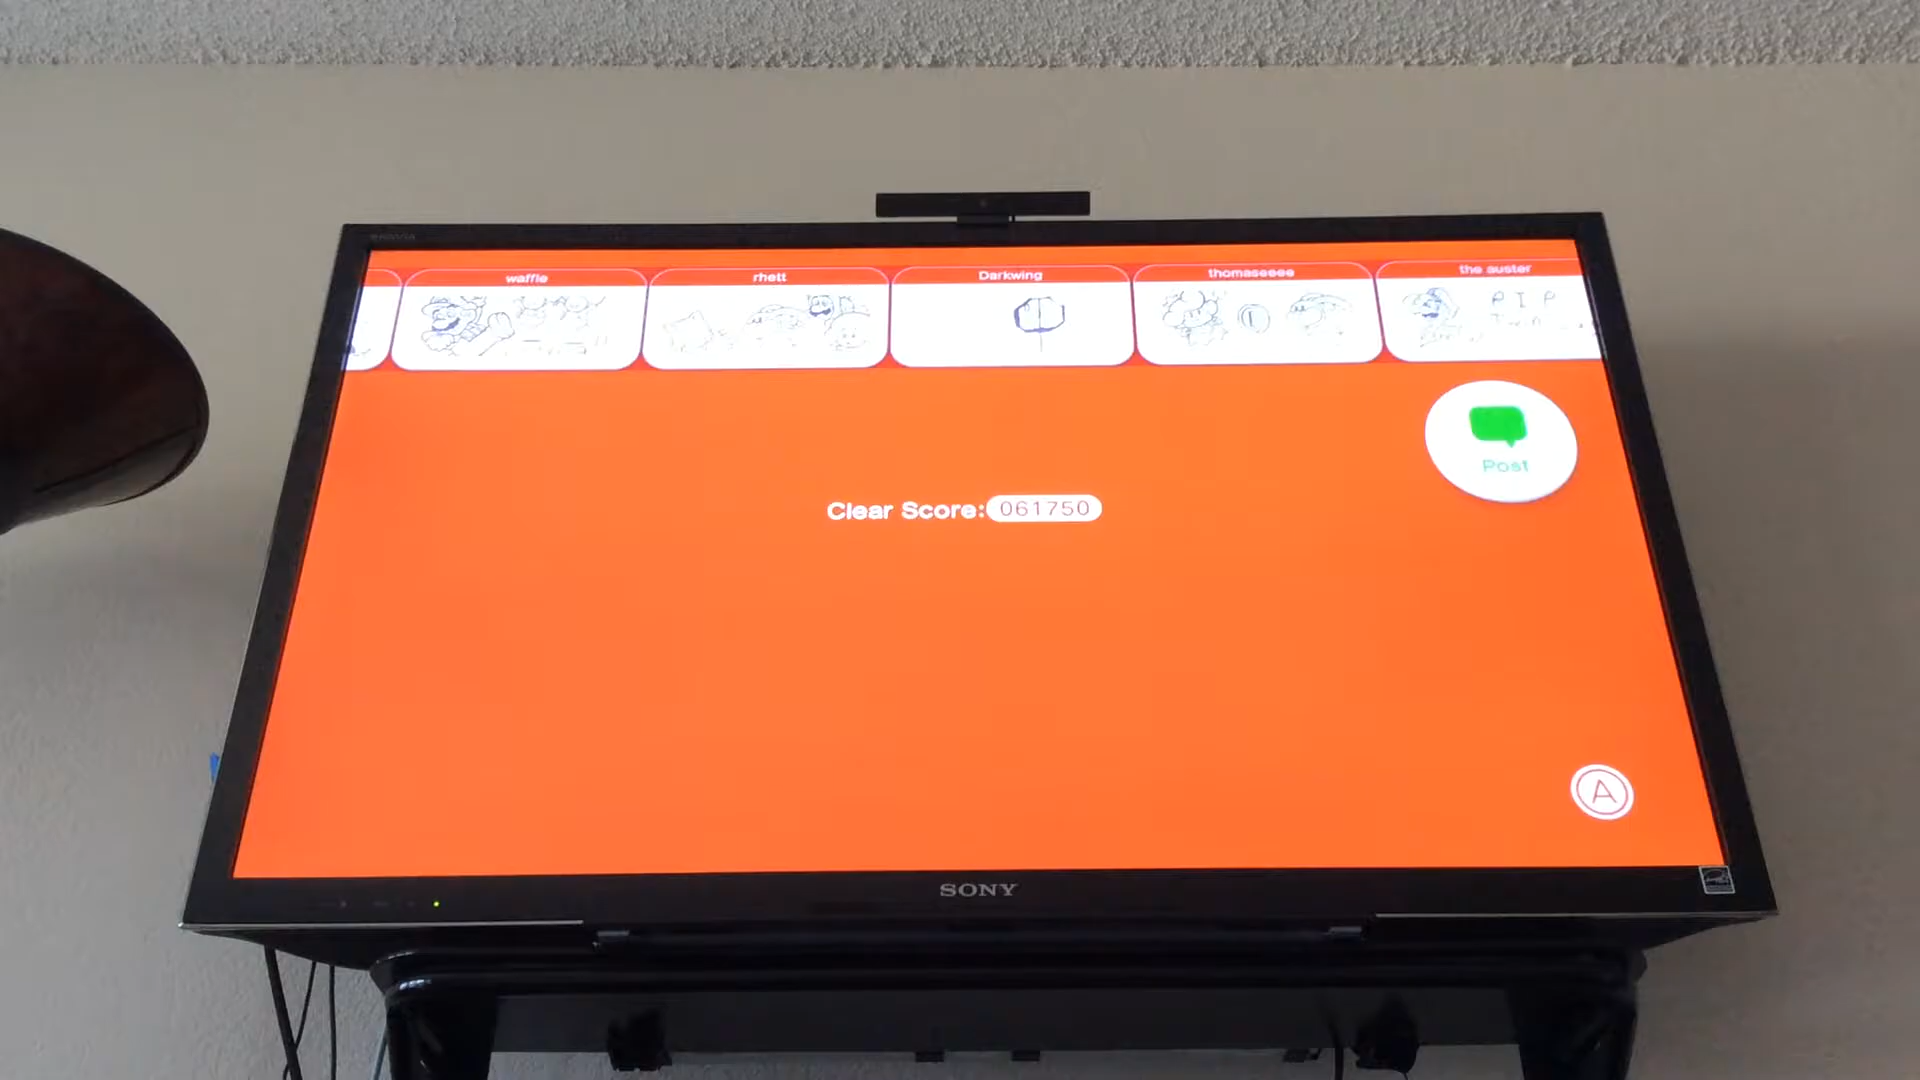 waffle
rhett
Darkwing
thomaseeee
the auster
R I P
Post
Clear Score: 061750
A
SONY